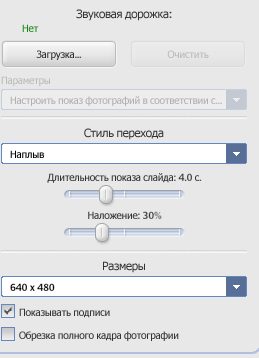 Звуковая дорожка:
Нет
Загрузка...
Очистить
Параметры
Настроить показ фотографий в соответствии с...
Стиль перехода
Наплыв
Длительность показа слайда: 4.0 с.
Наложение: 30%
Размеры
640 x 480
Показывать подписи
Обрезка полного кадра фотографии